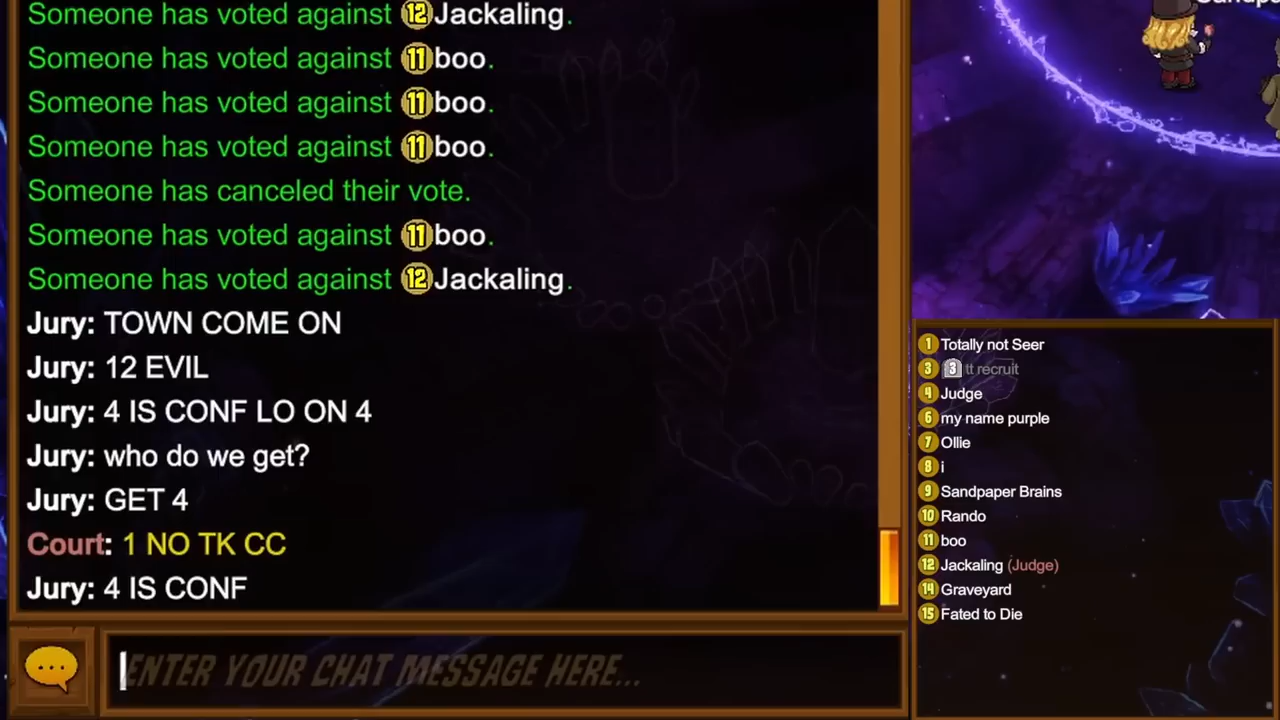 Someone has voted against 12 Jackaling.
Someone has voted against 11 boo.
Someone has voted against 11 boo.
Someone has voted against 11 boo.
Someone has canceled their vote.
Someone has voted against 11 boo.
Someone has voted against 12 Jackaling.
Jury: TOWN COME ON
Jury: 12 EVIL
Jury: 4 IS CONF LO ON 4
Jury: who do we get?
Jury: GET 4
Court: 1 NO TK CC
Jury: 4 IS CONF
ENTER YOUR CHAT MESSAGE HERE...
1 Totally not Seer
3 3 tt recruit
4 Judge
6 my name purple
7 Ollie
8 i
9 Sandpaper Brains
10 Rando
11 boo
12 Jackaling (Judge)
14 Graveyard
15 Fated to Die